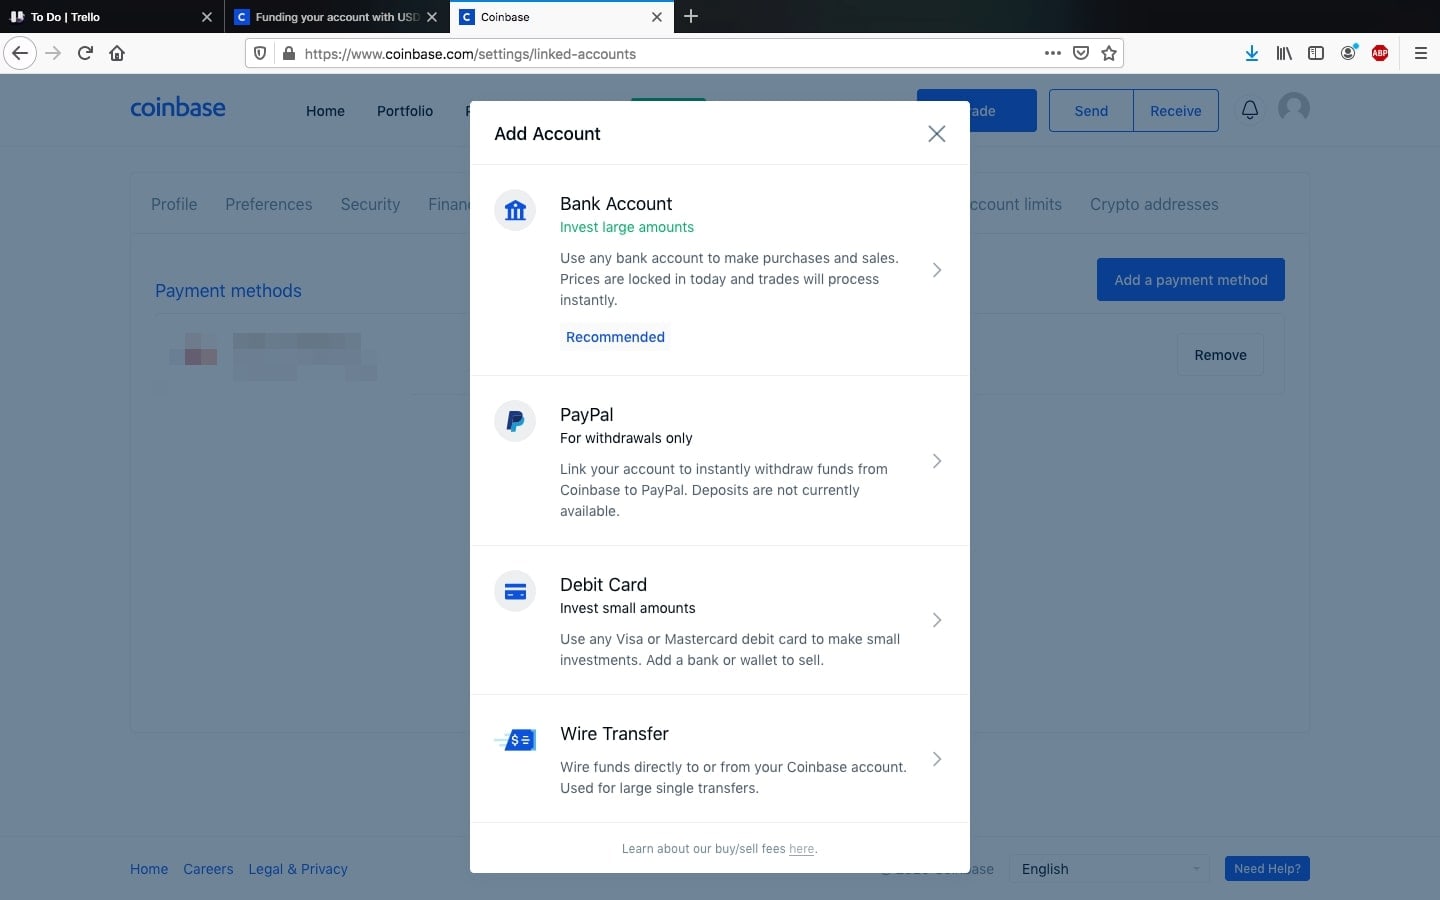 To Do | Trello
Funding your account with USD
Coinbase
https://www.coinbase.com/settings/linked-accounts
ABP
coinbase
Home
Portfolio
Send
Receive
Add Account
Profile
Preferences
Security
Crypto addresses
Bank Account
Invest large amounts
Use any bank account to make purchases and sales.
Prices are locked in today and trades will process
instantly.
Recommended
Payment methods
Add a payment method
Remove
PayPal
For withdrawals only
Link your account to instantly withdraw funds from
Coinbase to PayPal. Deposits are not currently
available.
Debit Card
Invest small amounts
Use any Visa or Mastercard debit card to make small
investments. Add a bank or wallet to sell.
Wire Transfer
Wire funds directly to or from your Coinbase account.
Used for large single transfers.
Learn about our buy/sell fees here.
Home
Careers
Legal & Privacy
English
Need Help?